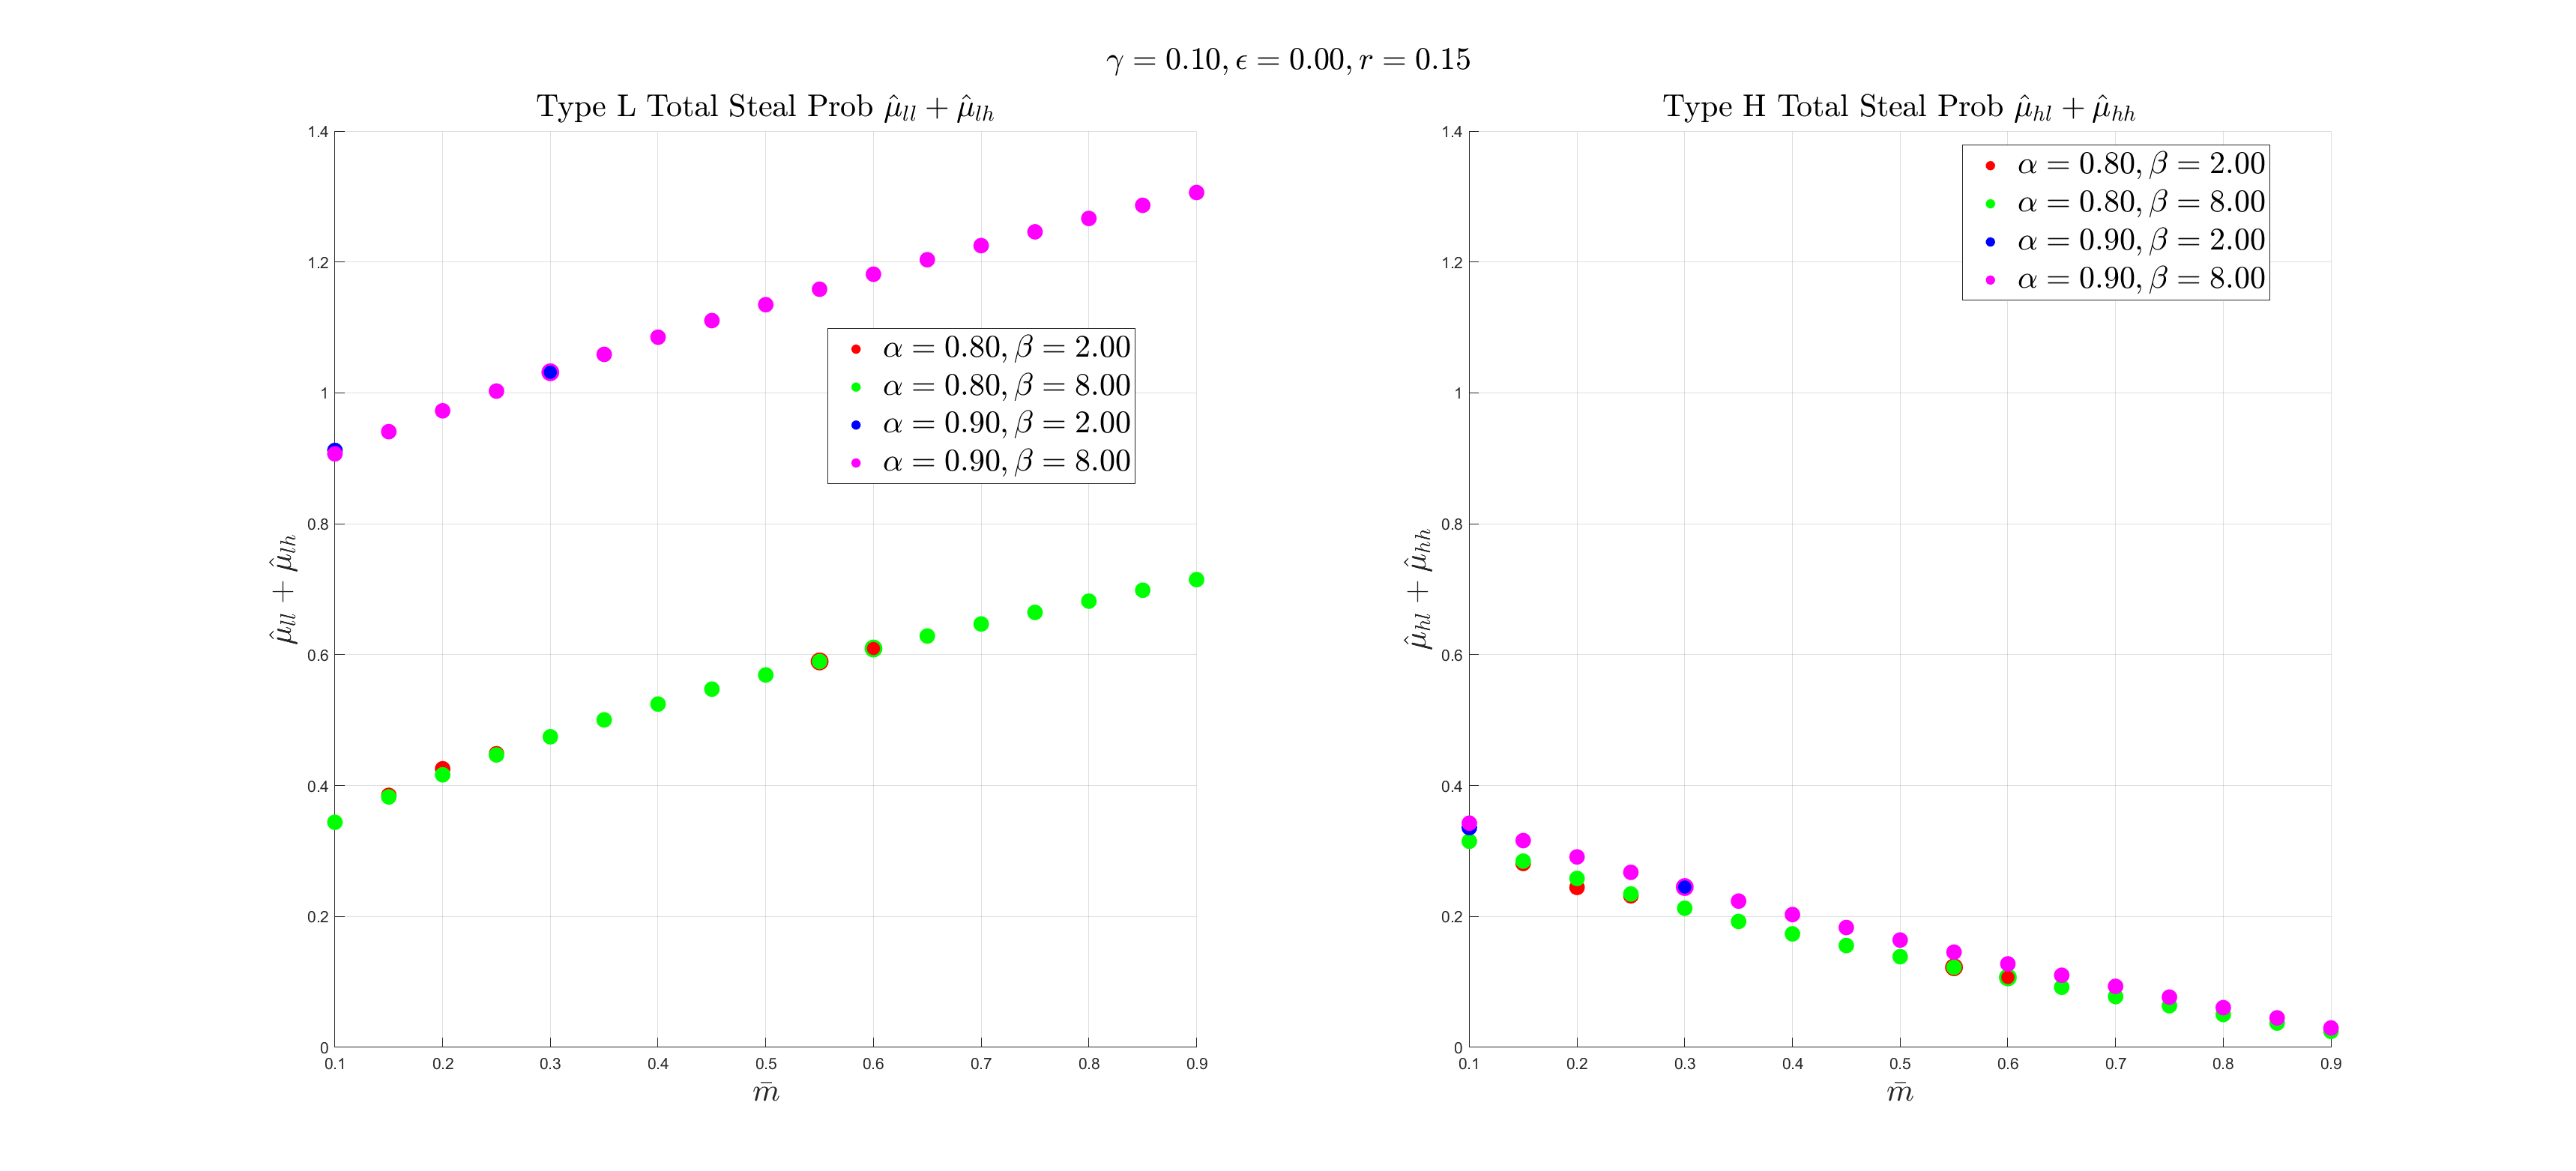 γ = 0.10, ϵ = 0.00, r = 0.15
Type L Total Steal Prob μ̂_ll + μ̂_lh
1.4
1.2
1
0.8
0.6
0.4
0.2
0
μ̂_ll + μ̂_lh
α = 0.80, β = 2.00
α = 0.80, β = 8.00
α = 0.90, β = 2.00
α = 0.90, β = 8.00
0.1 0.2 0.3 0.4 0.5 0.6 0.7 0.8 0.9
m̄
Type H Total Steal Prob μ̂_hl + μ̂_hh
1.4
1.2
1
0.8
0.6
0.4
0.2
0
μ̂_hl + μ̂_hh
α = 0.80, β = 2.00
α = 0.80, β = 8.00
α = 0.90, β = 2.00
α = 0.90, β = 8.00
0.1 0.2 0.3 0.4 0.5 0.6 0.7 0.8 0.9
m̄